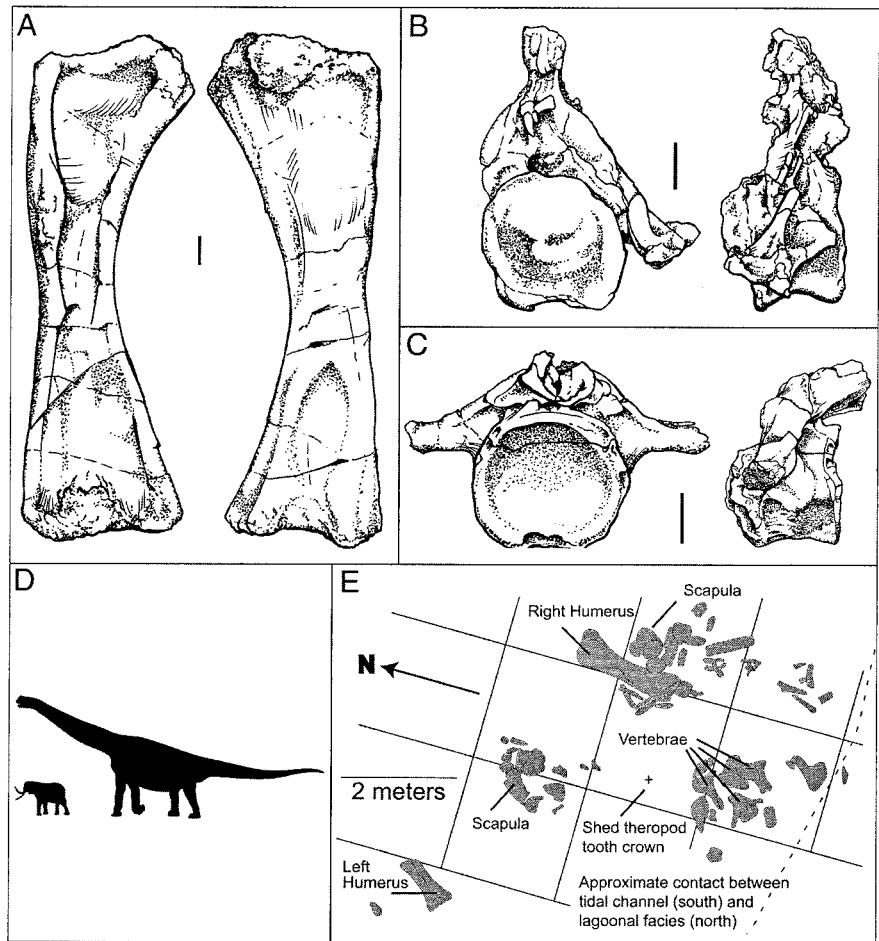 A
B
C
D
E
Scapula
Right Humerus
N
Vertebrae
2 meters
Scapula
Shed theropod
tooth crown
Left
Humerus
Approximate contact between
tidal channel (south) and
lagoonal facies (north)